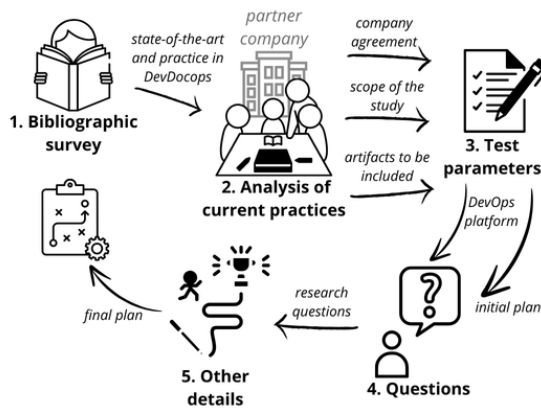 partner
company
state-of-the-art
and practice in
DevDocops
company
agreement
scope of the
study
artifacts to be
included
1. Bibliographic
survey
2. Analysis of
current practices
3. Test
parameters
DevOps
platform
initial plan
?
4. Questions
research
questions
5. Other
details
final plan